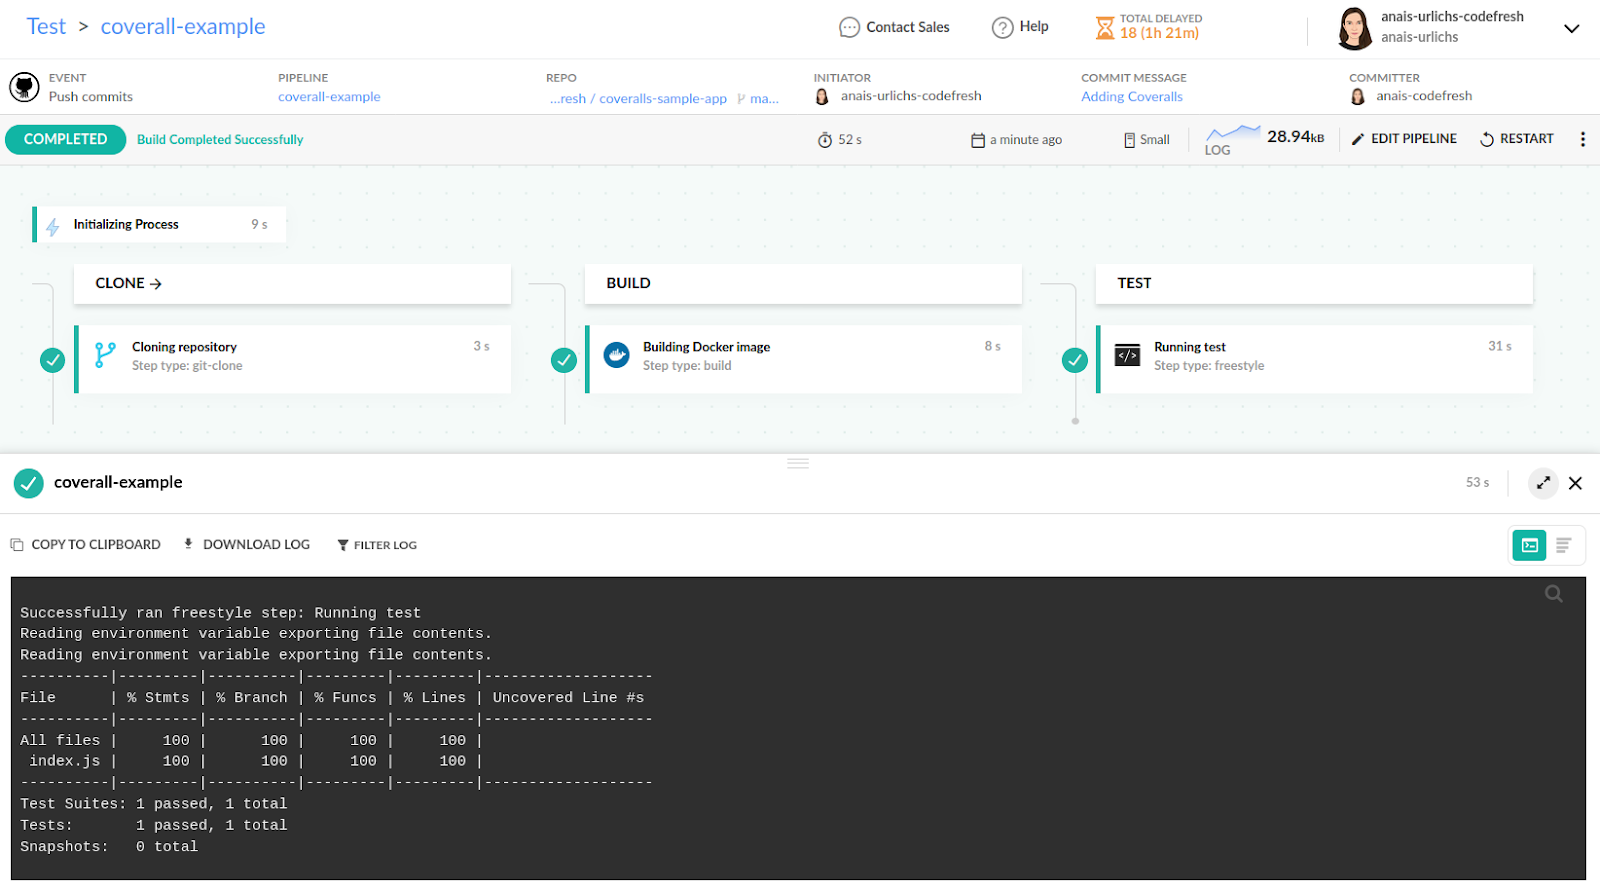 Test > coverall-example
Contact Sales
Help
TOTAL DELAYED
18 (1h 21m)
anais-urlichs-codefresh
anais-urlichs
EVENT
Push commits
PIPELINE
coverall-example
REPO
...resh / coveralls-sample-app ma...
INITIATOR
anais-urlichs-codefresh
COMMIT MESSAGE
Adding Coveralls
COMMITTER
anais-codefresh
COMPLETED
Build Completed Successfully
52 s
a minute ago
Small
LOG
28.94kB
EDIT PIPELINE
RESTART
Initializing Process 9 s
CLONE →
BUILD
TEST
Cloning repository 3 s
Step type: git-clone
Building Docker image 8 s
Step type: build
</> Running test 31 s
Step type: freestyle
coverall-example 53 s
COPY TO CLIPBOARD DOWNLOAD LOG FILTER LOG
Successfully ran freestyle step: Running test
Reading environment variable exporting file contents.
Reading environment variable exporting file contents.
----------|---------|----------|---------|---------|-------------------
File      | % Stmts | % Branch | % Funcs | % Lines | Uncovered Line #s
----------|---------|----------|---------|---------|-------------------
All files |     100 |      100 |     100 |     100 |
 index.js |     100 |      100 |     100 |     100 |
----------|---------|----------|---------|---------|-------------------
Test Suites: 1 passed, 1 total
Tests:       1 passed, 1 total
Snapshots:   0 total